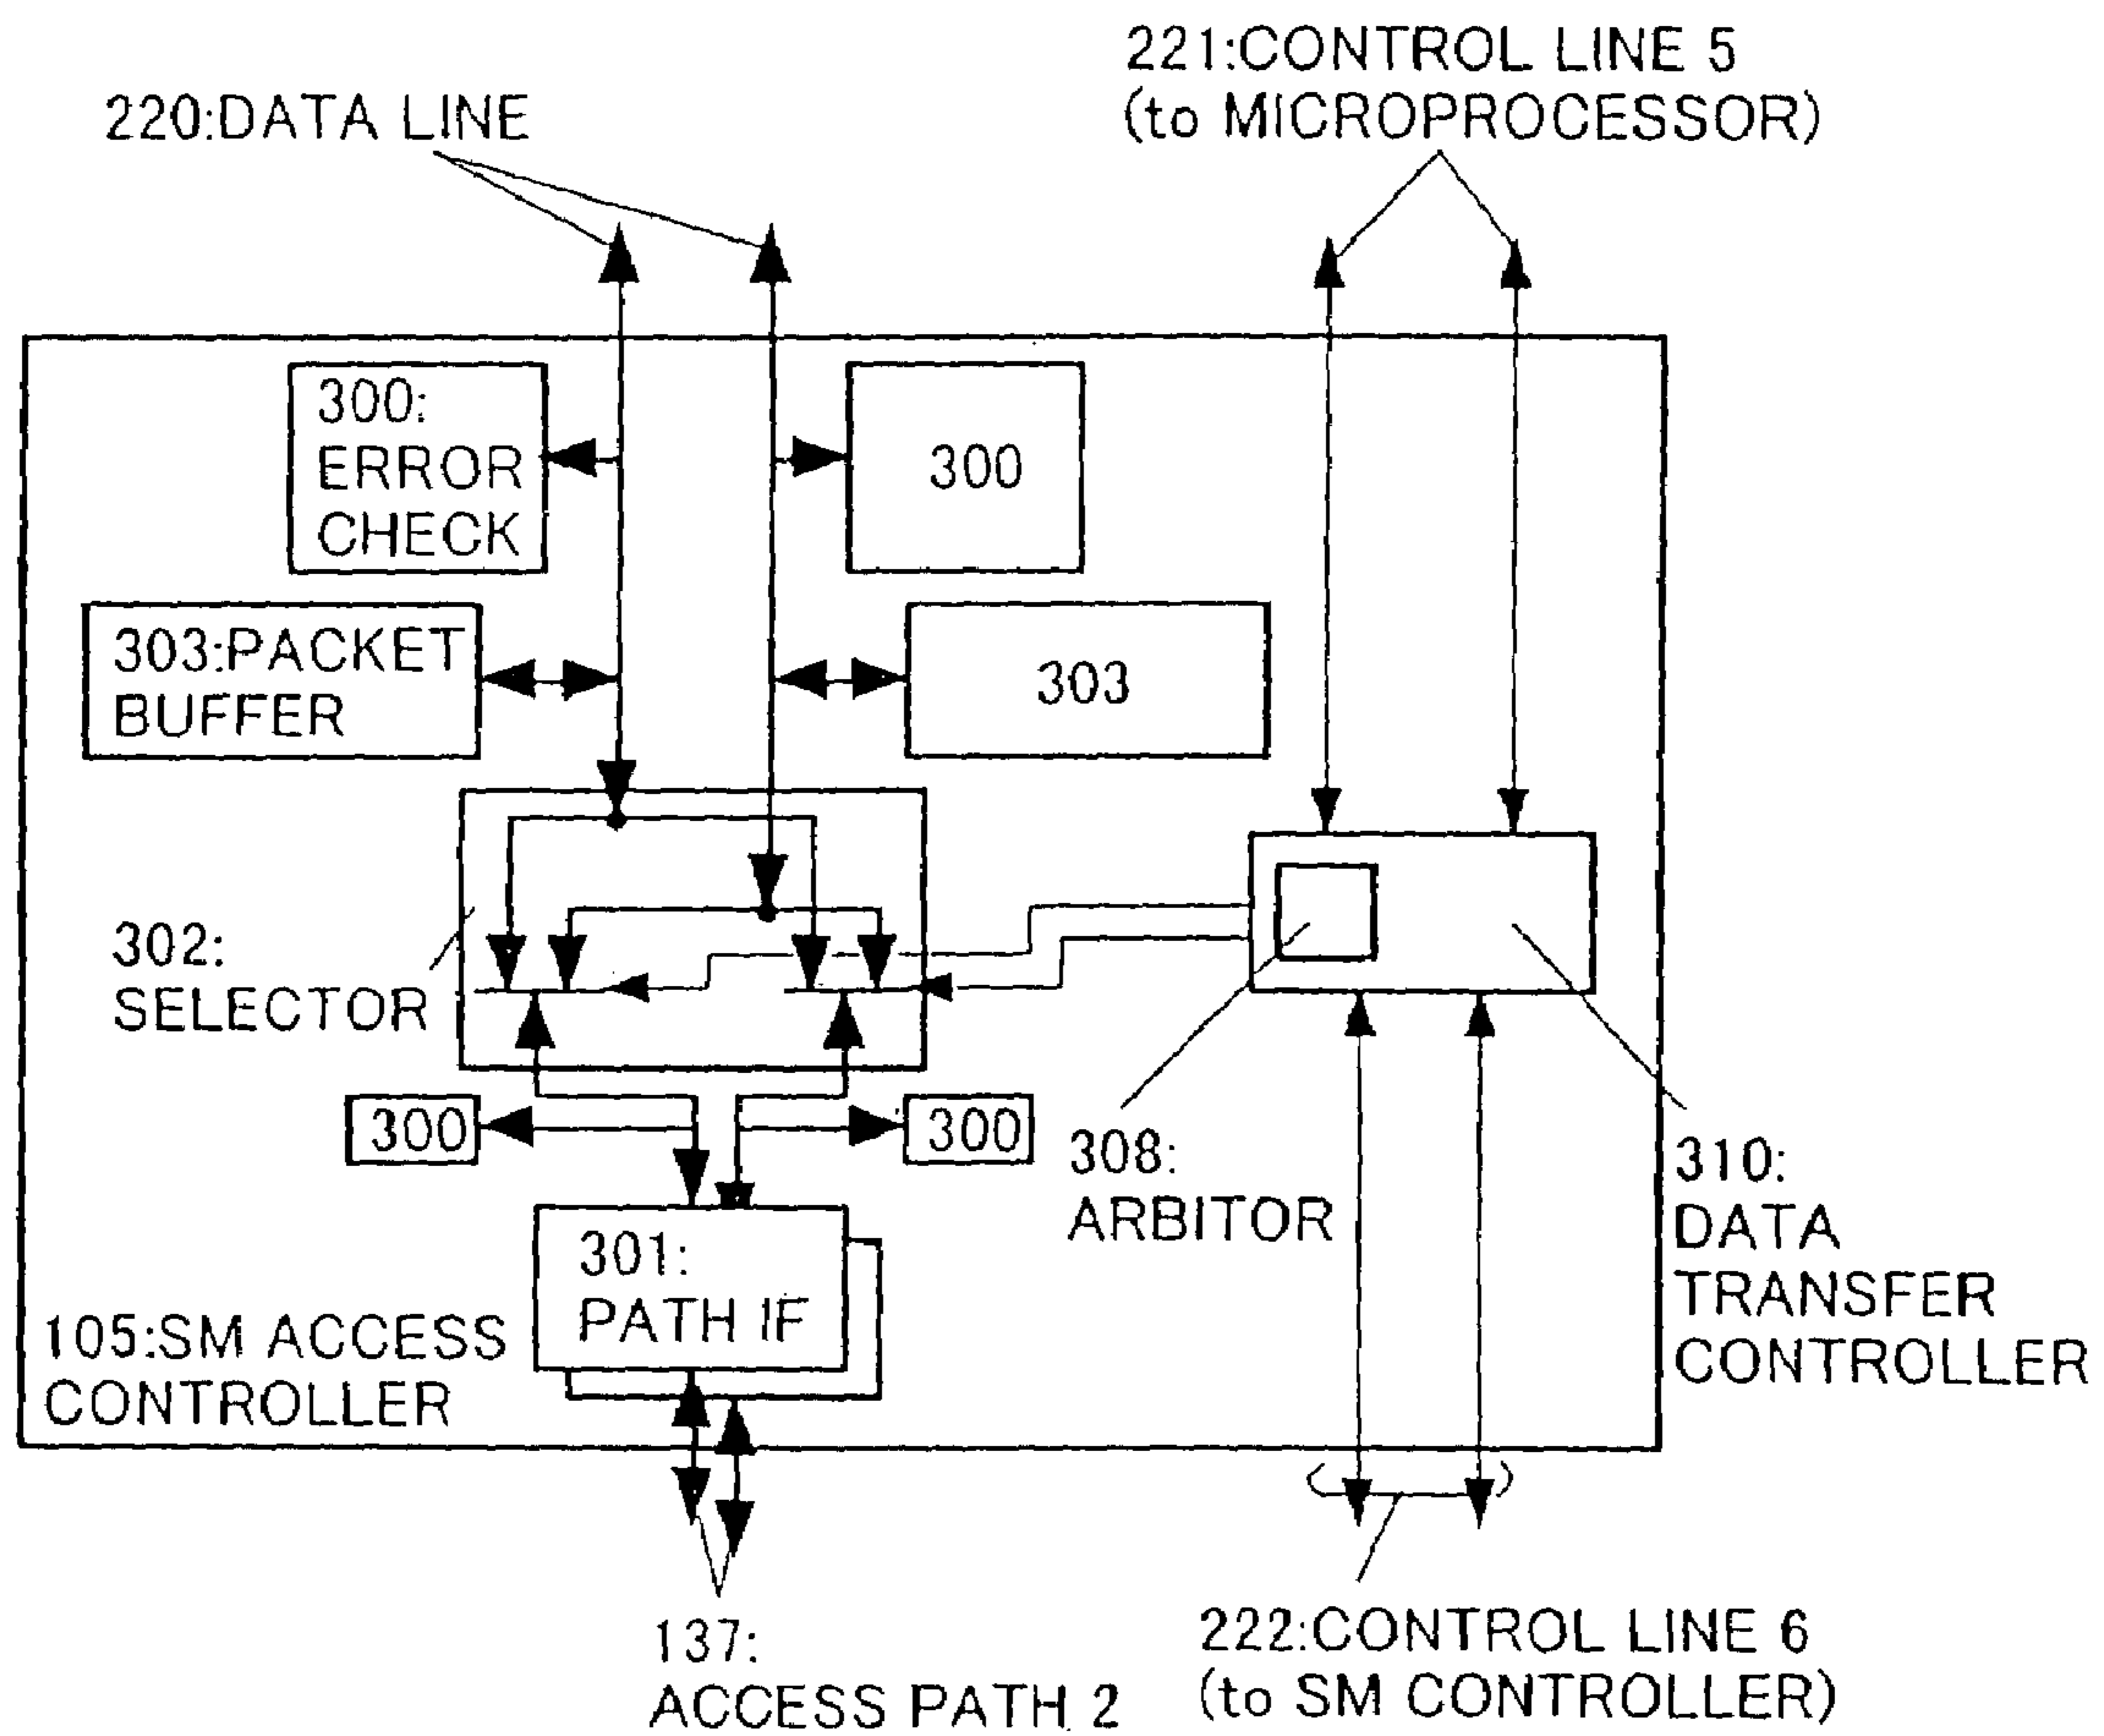 221:CONTROL LINE 5
(to MICROPROCESSOR)
220:DATA LINE
300:
ERROR
CHECK
300
303:PACKET
BUFFER
303
302:
SELECTOR
300
300
308:
ARBITOR
310:
DATA
TRANSFER
CONTROLLER
301:
PATH IF
105:SM ACCESS
CONTROLLER
137:
ACCESS PATH 2
222:CONTROL LINE 6
(to SM CONTROLLER)